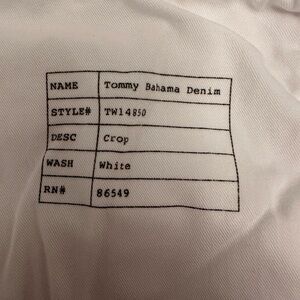 NAME Tommy Bahama Denim
STYLE# TW14850
DESC Crop
WASH White
RN# 86549